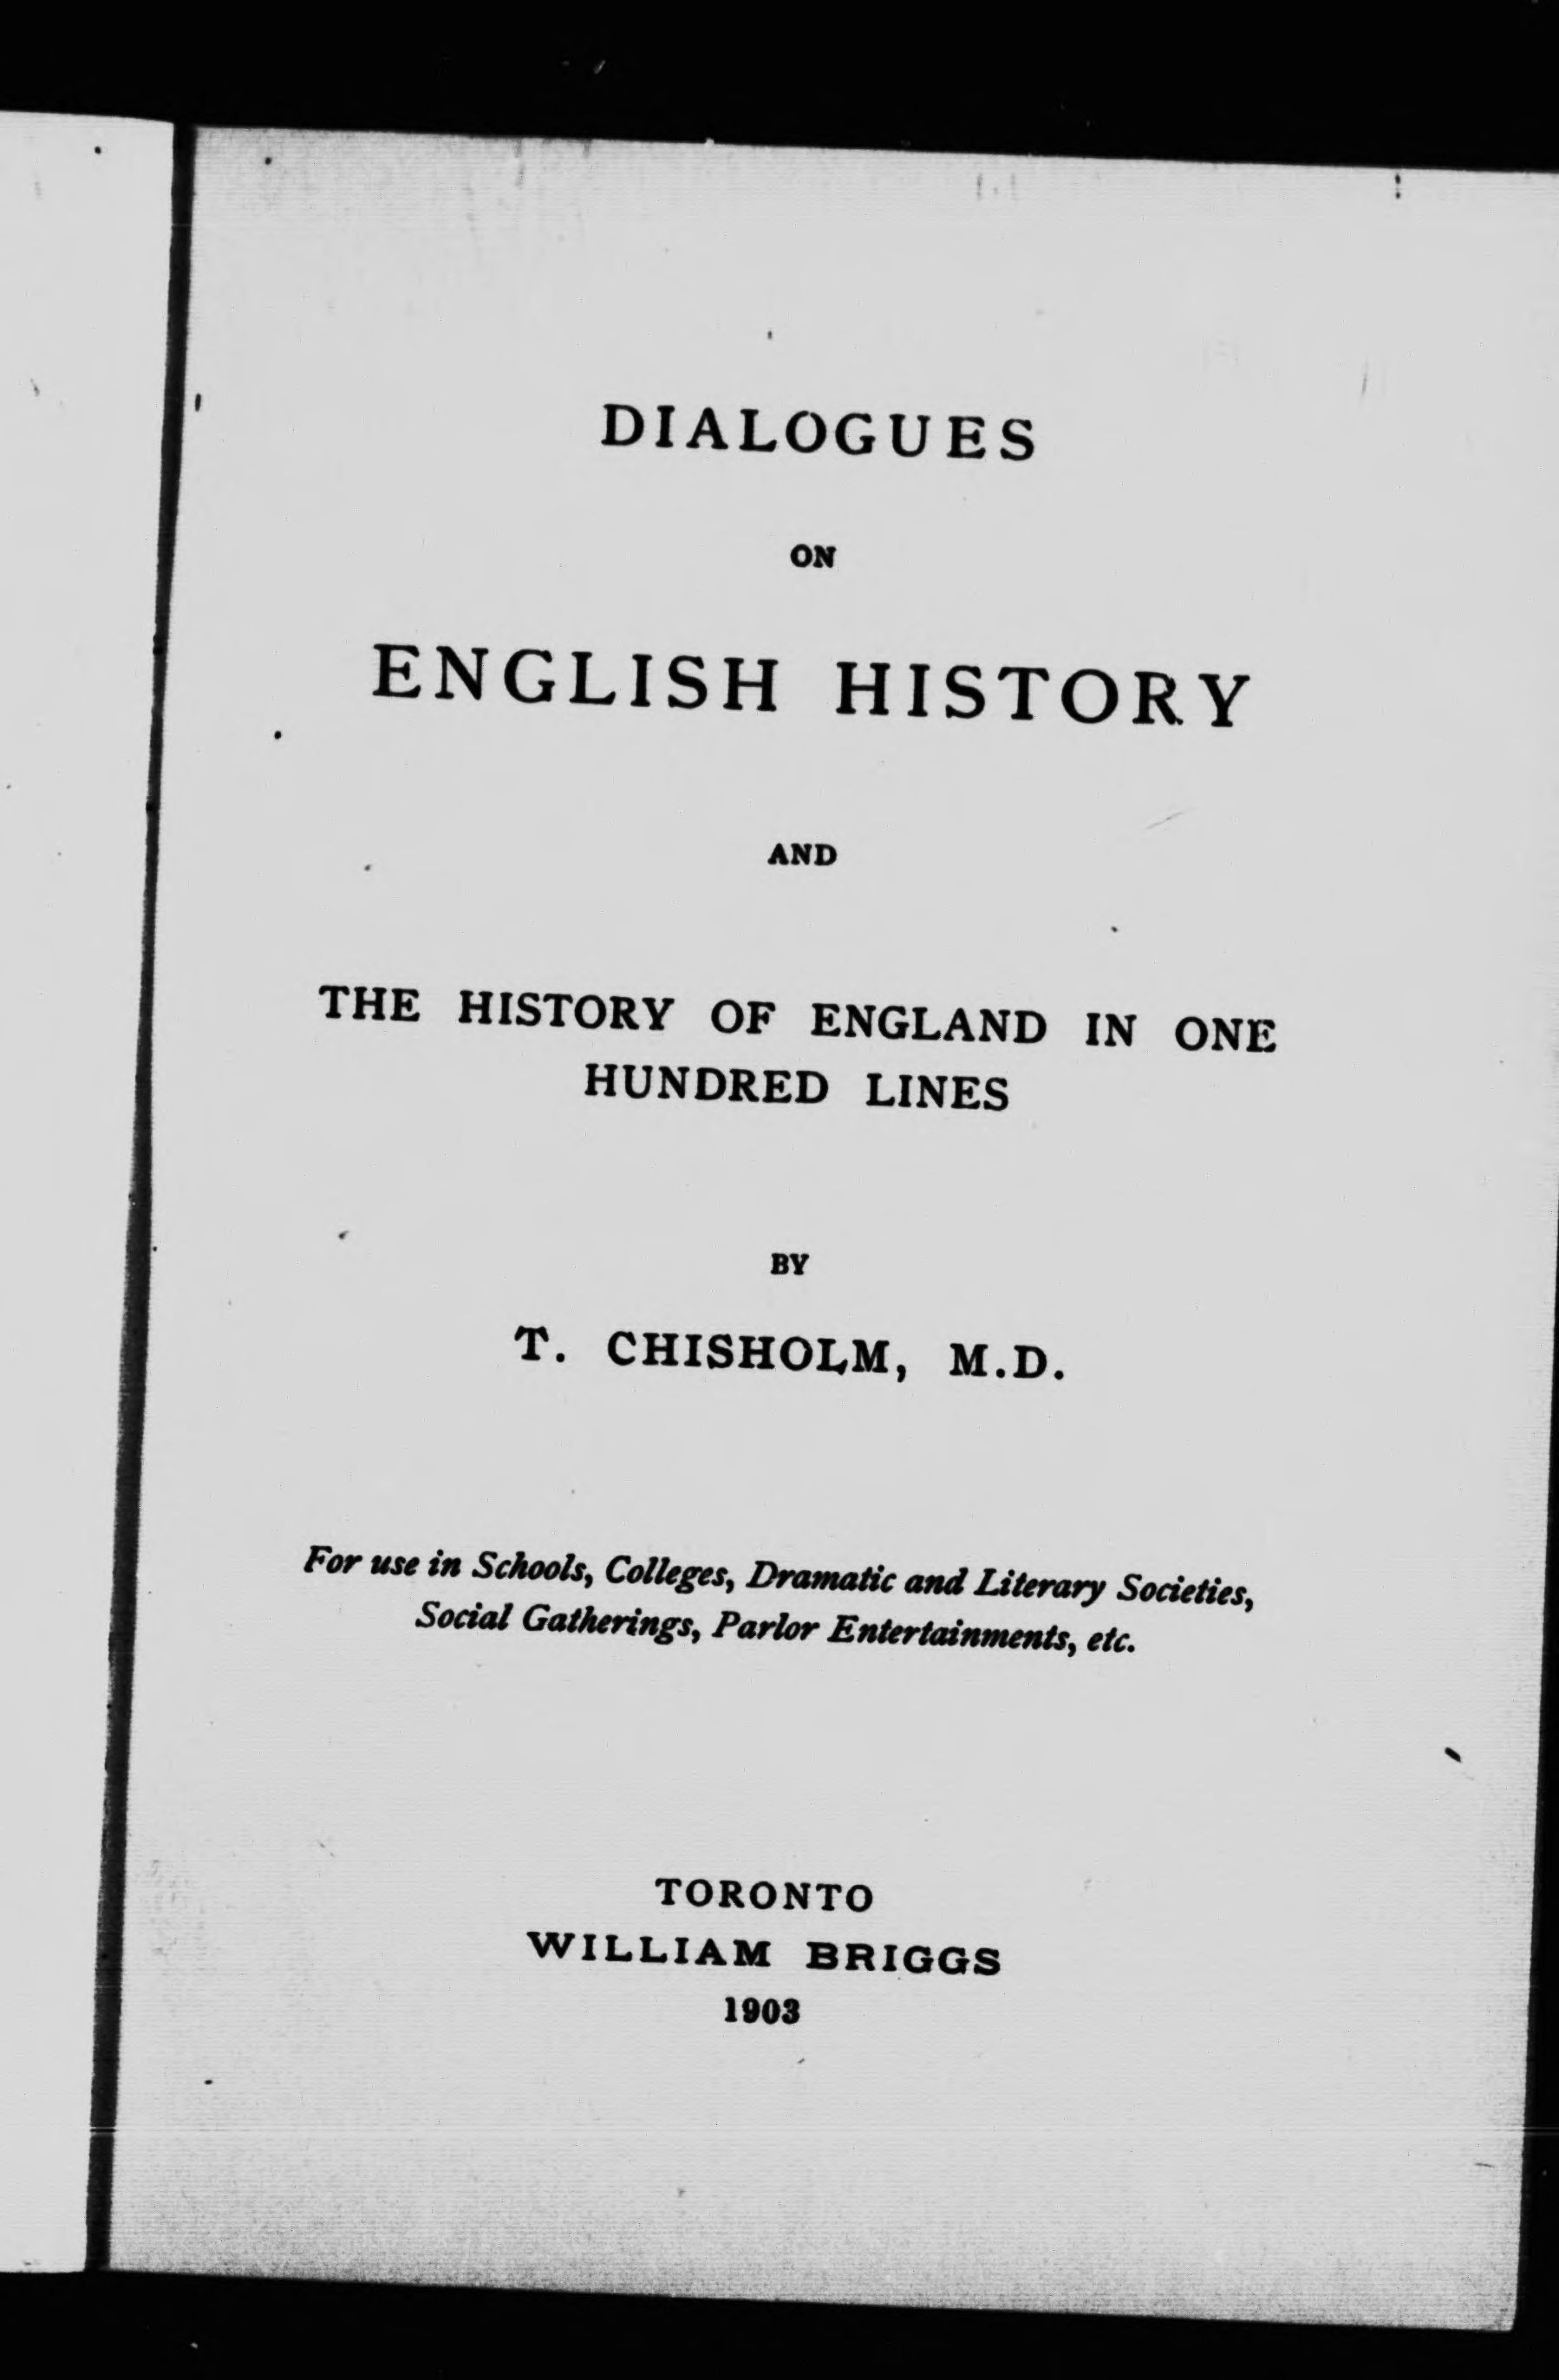 DIALOGUES
ON
ENGLISH HISTORY
AND
THE HISTORY OF ENGLAND IN ONE
HUNDRED LINES
BY
T. CHISHOLM, M.D.
For use in Schools, Colleges, Dramatic and Literary Societies,
Social Gatherings, Parlor Entertainments, etc.
TORONTO
WILLIAM BRIGGS
1903